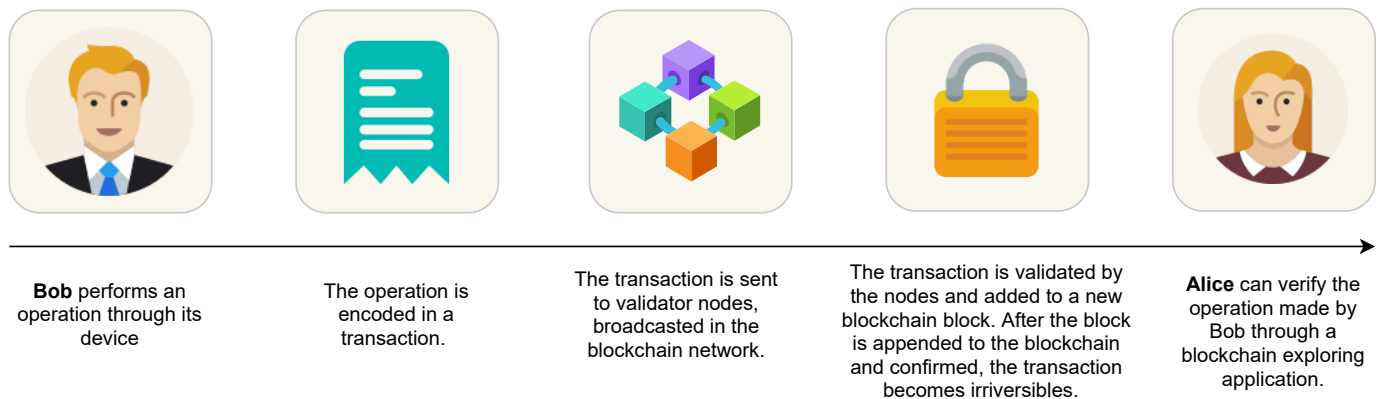 Bob performs an
operation through its
device
The operation is
encoded in a
transaction.
The transaction is sent
to validator nodes,
broadcasted in the
blockchain network.
The transaction is validated by
the nodes and added to a new
blockchain block. After the block
is appended to the blockchain
and confirmed, the transaction
becomes irriversibles.
Alice can verify the
operation made by
Bob through a
blockchain exploring
application.